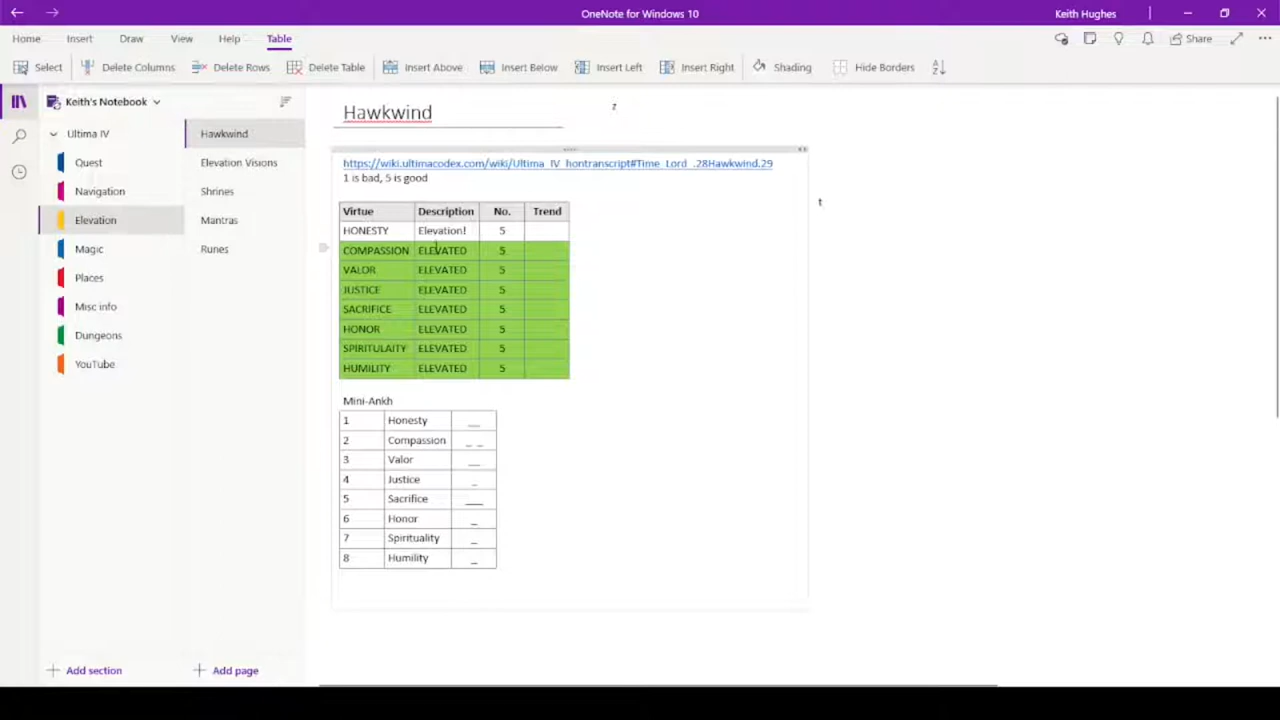 OneNote for Windows 10
Keith Hughes
Home Insert Draw View Help Table
Share
Select Delete Columns Delete Rows Delete Table Insert Above Insert Below Insert Left Insert Right Shading Hide Borders
Keith's Notebook
Ultima IV
Quest
Navigation
Elevation
Magic
Places
Misc info
Dungeons
YouTube
Add section
Hawkwind
Elevation Visions
Shrines
Mantras
Runes
Add page
Hawkwind
z
https://wiki.ultimacodex.com/wiki/Ultima_IV_hontranscript#Time_Lord_.28Hawkwind.29
1 is bad, 5 is good
t
Virtue Description No. Trend
HONESTY Elevation! 5
COMPASSION ELEVATED 5
VALOR ELEVATED 5
JUSTICE ELEVATED 5
SACRIFICE ELEVATED 5
HONOR ELEVATED 5
SPIRITULAITY ELEVATED 5
HUMILITY ELEVATED 5
Mini-Ankh
1 Honesty __
2 Compassion _ _
3 Valor __
4 Justice _
5 Sacrifice ___
6 Honor _
7 Spirituality _
8 Humility _